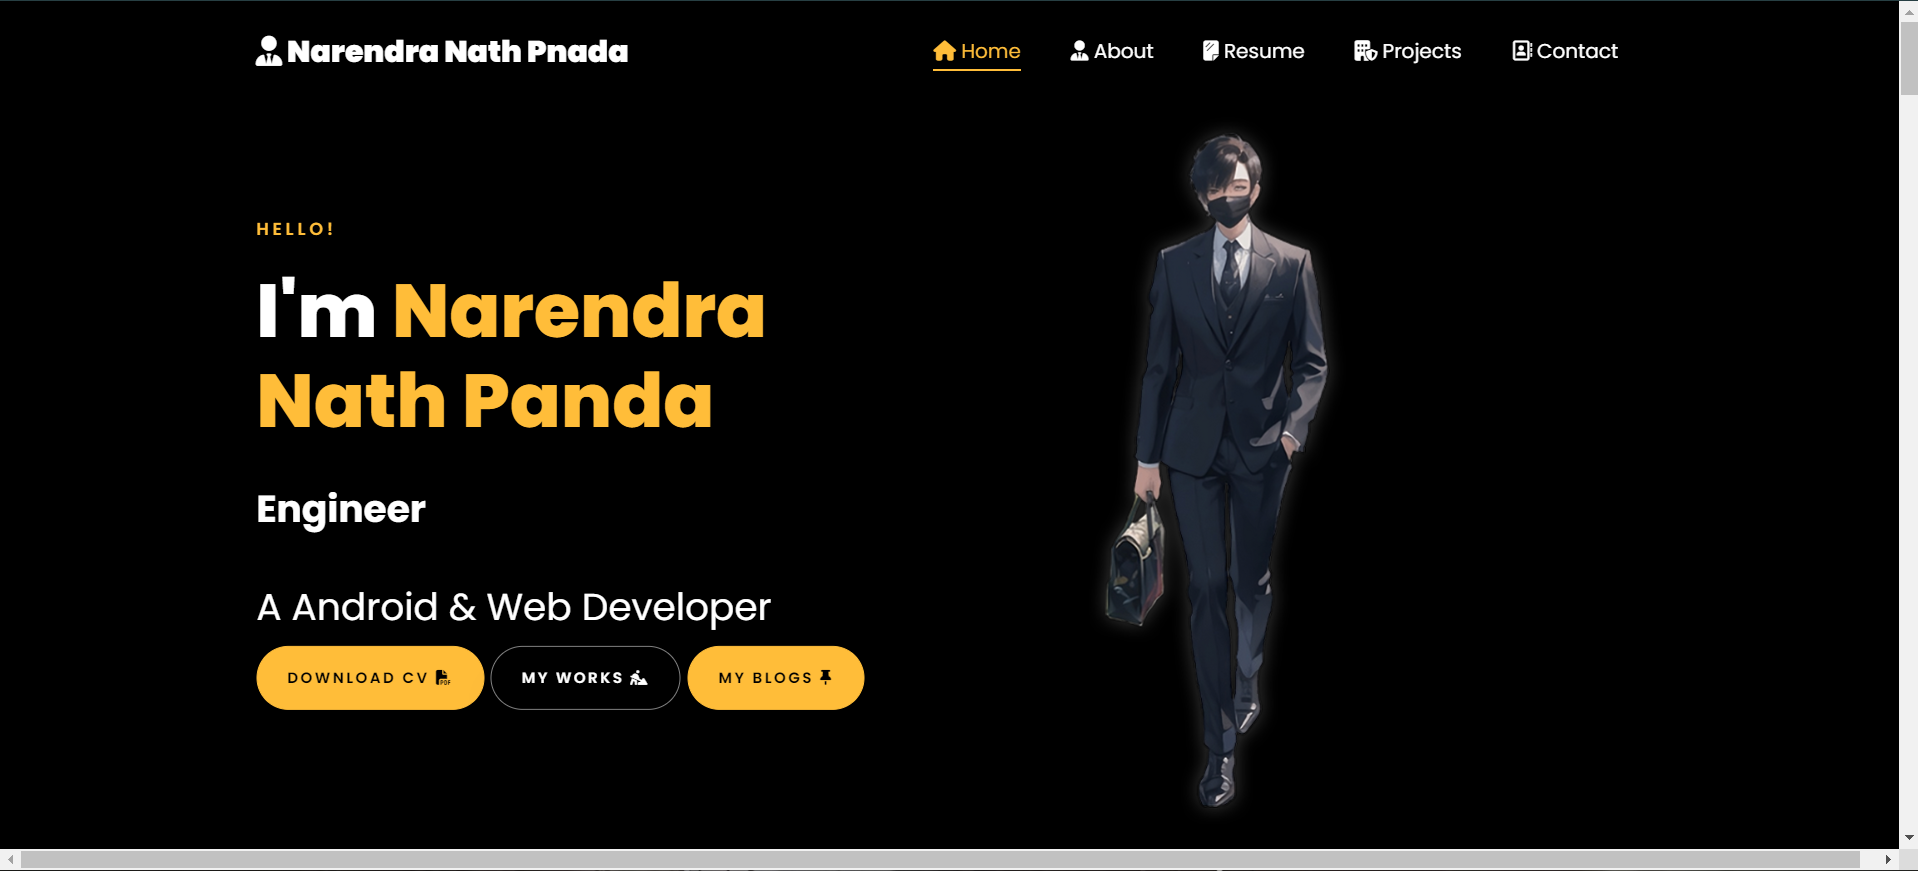 Narendra Nath Pnada
Home About Resume Projects Contact
HELLO!
I'm Narendra
Nath Panda
Engineer
A Android & Web Developer
DOWNLOAD CV MY WORKS MY BLOGS